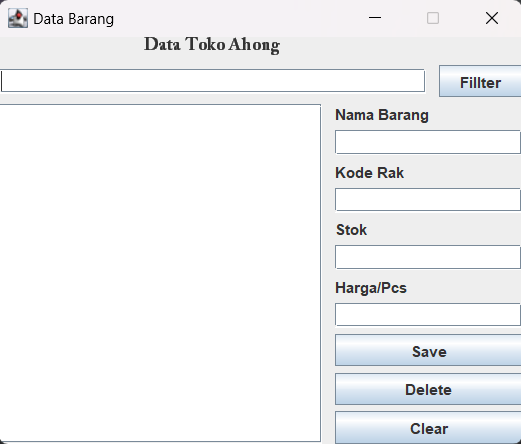 Data Barang
Data Toko Ahong
Fillter
Nama Barang
Kode Rak
Stok
Harga/Pcs
Save
Delete
Clear